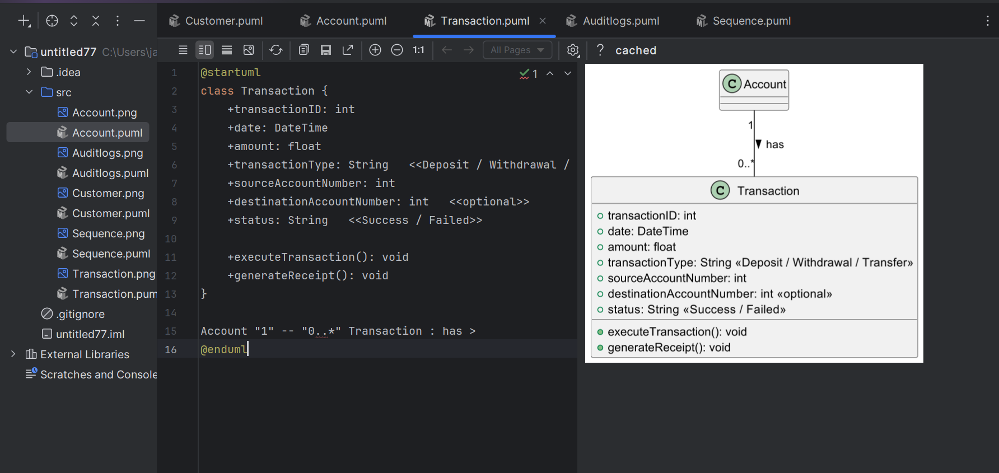 Customer.puml
Account.puml
Transaction.puml
Auditlogs.puml
Sequence.puml
1:1
All Pages
?
cached
untitled77 C:\Users\ja
.idea
src
Account.png
Account.puml
Auditlogs.png
Auditlogs.puml
Customer.png
Customer.puml
Sequence.png
Sequence.puml
Transaction.png
Transaction.pum
.gitignore
untitled77.iml
External Libraries
Scratches and Console
1 @startuml
2 class Transaction {
3 +transactionID: int
4 +date: DateTime
5 +amount: float
6 +transactionType: String <<Deposit / Withdrawal /
7 +sourceAccountNumber: int
8 +destinationAccountNumber: int <<optional>>
9 +status: String <<Success / Failed>>
10
11 +executeTransaction(): void
12 +generateReceipt(): void
13 }
14
15 Account "1" -- "0..*" Transaction : has >
16 @enduml
1
C Account
1
has
0..*
C Transaction
transactionID: int
date: DateTime
amount: float
transactionType: String «Deposit / Withdrawal / Transfer»
sourceAccountNumber: int
destinationAccountNumber: int «optional»
status: String «Success / Failed»
executeTransaction(): void
generateReceipt(): void